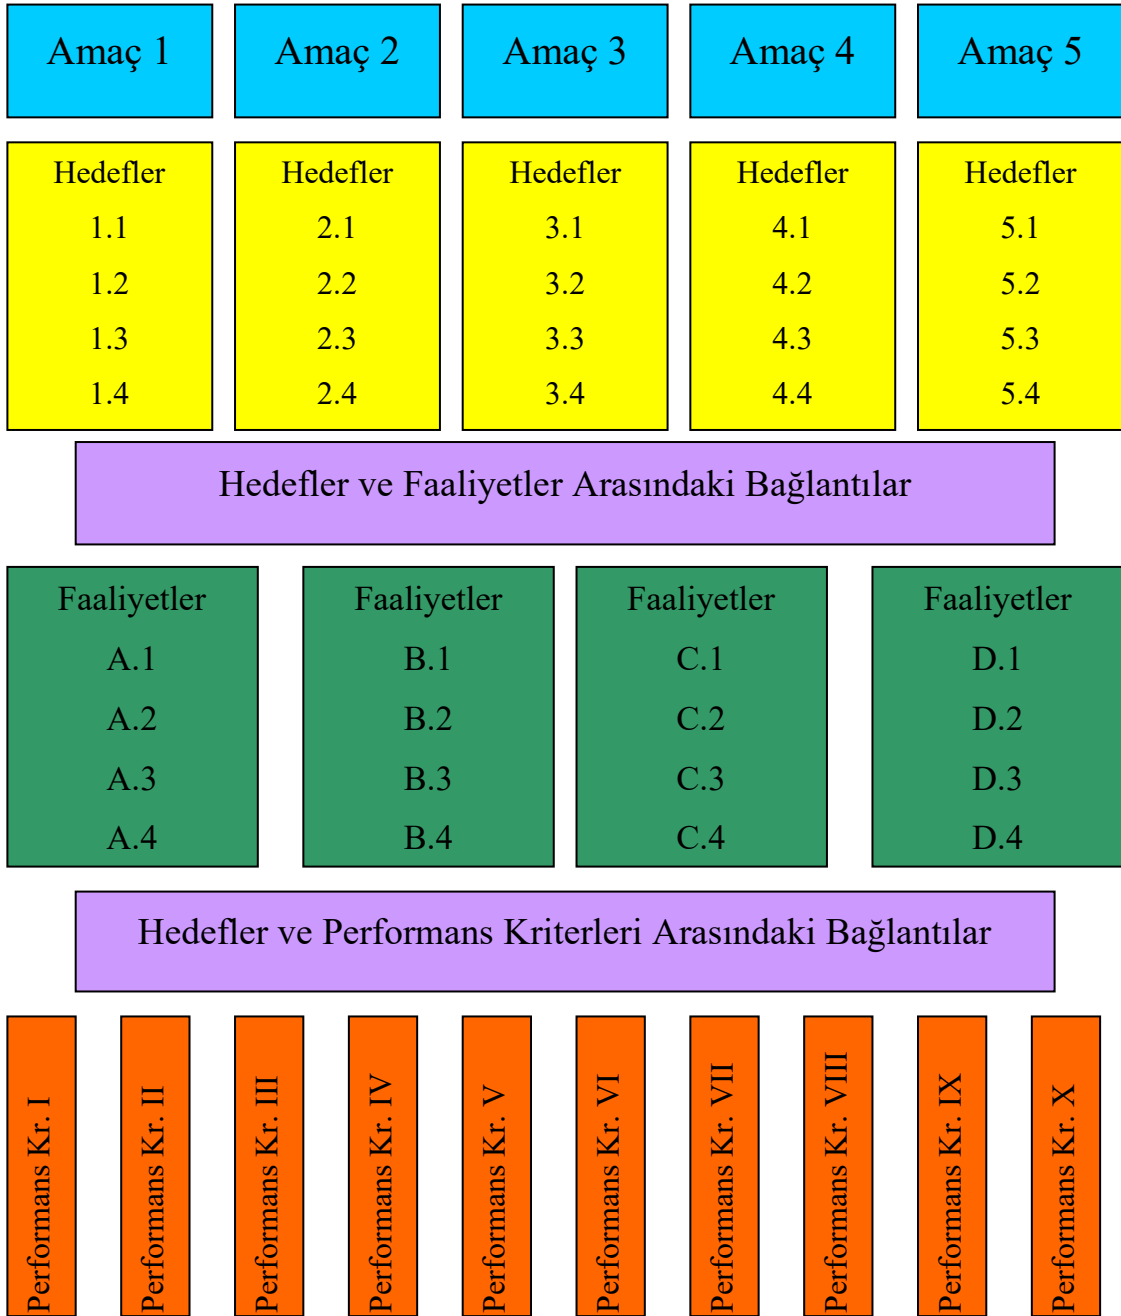 Amaç 1
Amaç 2
Amaç 3
Amaç 4
Amaç 5
Hedefler
1.1
1.2
1.3
1.4
Hedefler
2.1
2.2
2.3
2.4
Hedefler
3.1
3.2
3.3
3.4
Hedefler
4.1
4.2
4.3
4.4
Hedefler
5.1
5.2
5.3
5.4
Hedefler ve Faaliyetler Arasındaki Bağlantılar
Faaliyetler
A.1
A.2
A.3
A.4
Faaliyetler
B.1
B.2
B.3
B.4
Faaliyetler
C.1
C.2
C.3
C.4
Faaliyetler
D.1
D.2
D.3
D.4
Hedefler ve Performans Kriterleri Arasındaki Bağlantılar
Performans Kr. I
Performans Kr. II
Performans Kr. III
Performans Kr. IV
Performans Kr. V
Performans Kr. VI
Performans Kr. VII
Performans Kr. VIII
Performans Kr. IX
Performans Kr. X